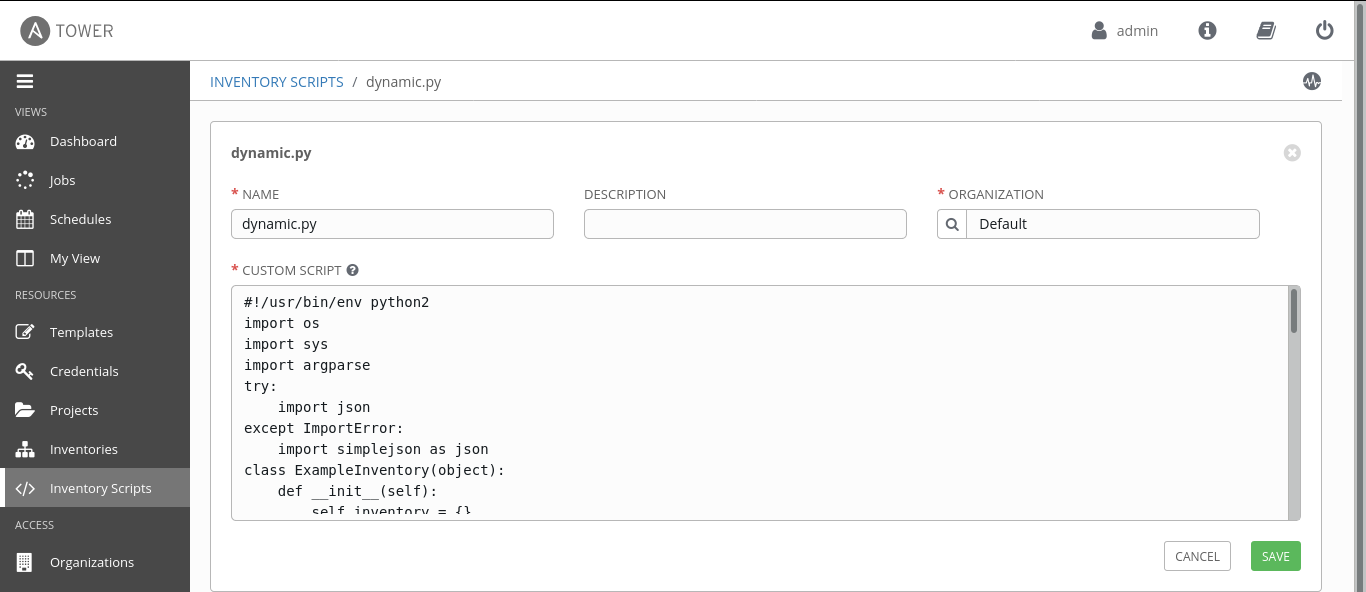 A TOWER
admin
VIEWS
Dashboard
Jobs
Schedules
My View
RESOURCES
Templates
Credentials
Projects
Inventories
Inventory Scripts
ACCESS
Organizations
INVENTORY SCRIPTS / dynamic.py
dynamic.py
* NAME
dynamic.py
DESCRIPTION
* ORGANIZATION
Default
* CUSTOM SCRIPT ?
#!/usr/bin/env python2
import os
import sys
import argparse
try:
    import json
except ImportError:
    import simplejson as json
class ExampleInventory(object):
    def __init__(self):
        self.inventory = {}
CANCEL
SAVE